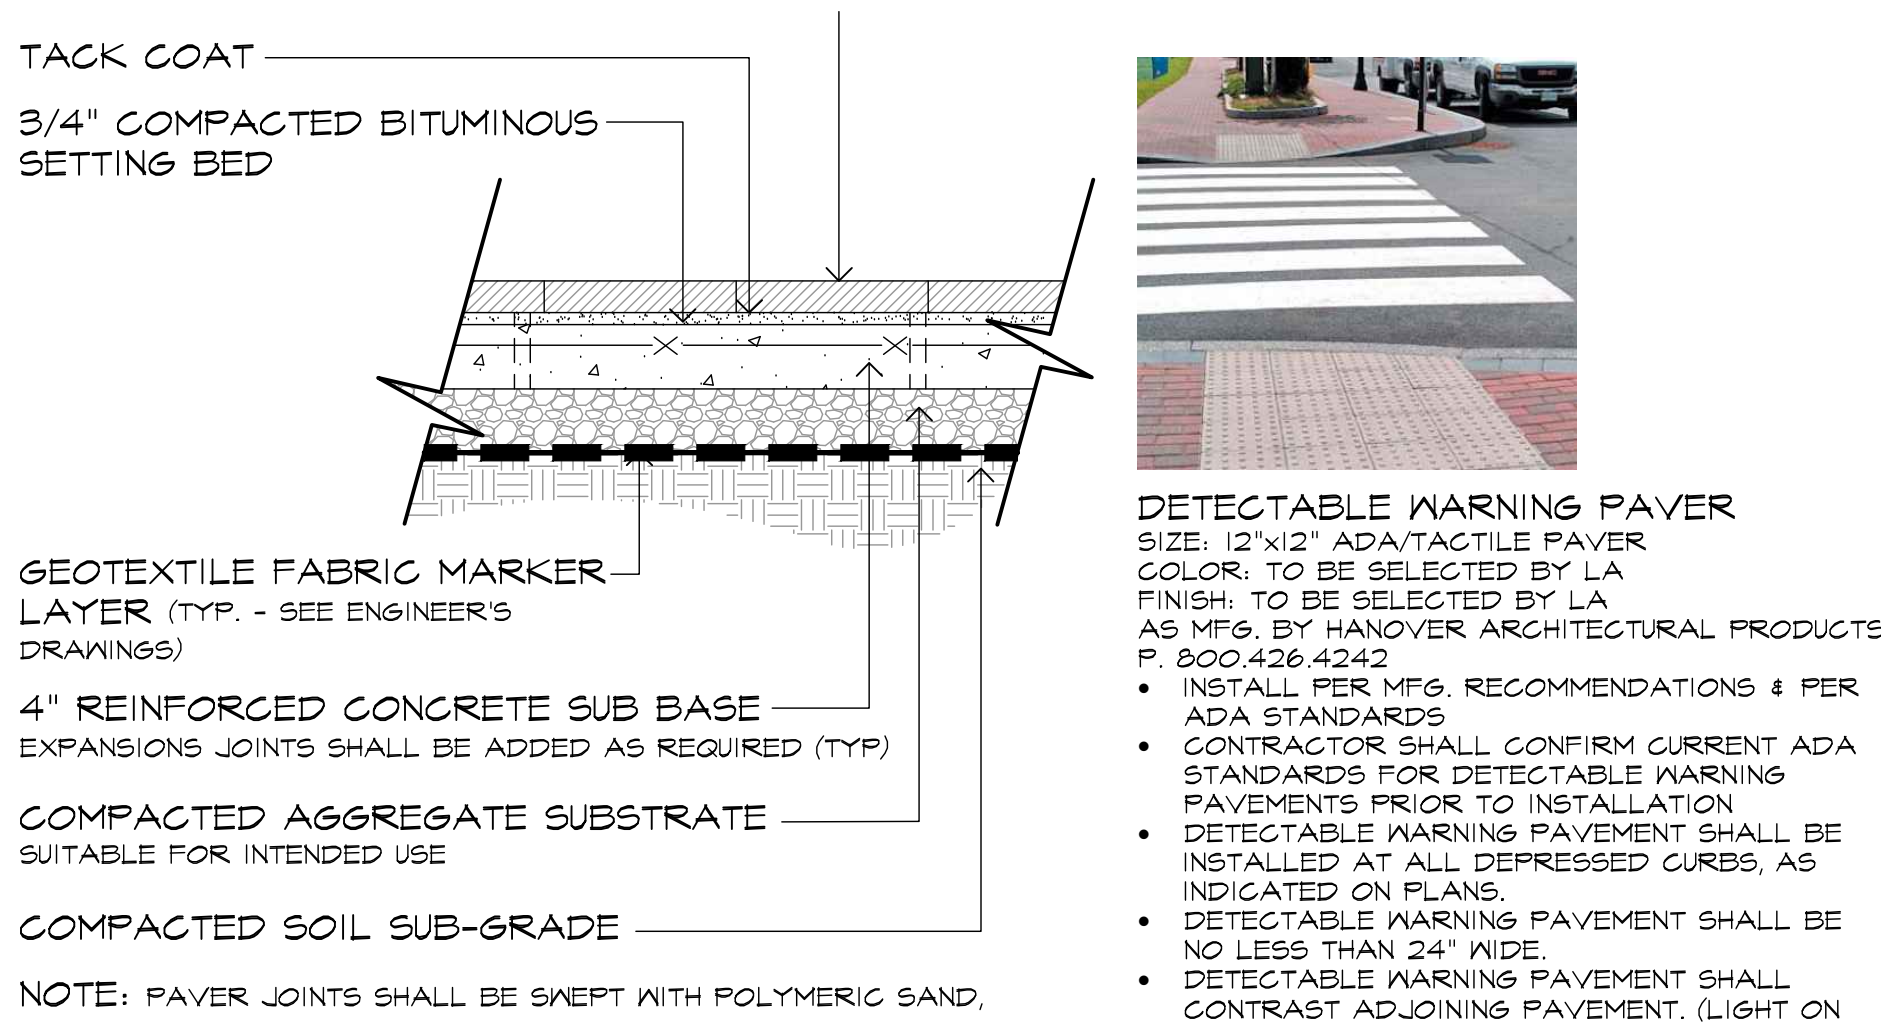 TACK COAT
3/4" COMPACTED BITUMINOUS
SETTING BED
GEOTEXTILE FABRIC MARKER
LAYER (TYP. - SEE ENGINEER'S
DRAWINGS)
4" REINFORCED CONCRETE SUB BASE
EXPANSIONS JOINTS SHALL BE ADDED AS REQUIRED (TYP)
COMPACTED AGGREGATE SUBSTRATE
SUITABLE FOR INTENDED USE
COMPACTED SOIL SUB-GRADE
NOTE: PAVER JOINTS SHALL BE SWEPT WITH POLYMERIC SAND,
DETECTABLE WARNING PAVER
SIZE: 12"x12" ADA/TACTILE PAVER
COLOR: TO BE SELECTED BY LA
FINISH: TO BE SELECTED BY LA
AS MFG. BY HANOVER ARCHITECTURAL PRODUCTS
P. 800.426.4242
• INSTALL PER MFG. RECOMMENDATIONS & PER
ADA STANDARDS
• CONTRACTOR SHALL CONFIRM CURRENT ADA
STANDARDS FOR DETECTABLE WARNING
PAVEMENTS PRIOR TO INSTALLATION
• DETECTABLE WARNING PAVEMENT SHALL BE
INSTALLED AT ALL DEPRESSED CURBS, AS
INDICATED ON PLANS.
• DETECTABLE WARNING PAVEMENT SHALL BE
NO LESS THAN 24" WIDE.
• DETECTABLE WARNING PAVEMENT SHALL
CONTRAST ADJOINING PAVEMENT. (LIGHT ON